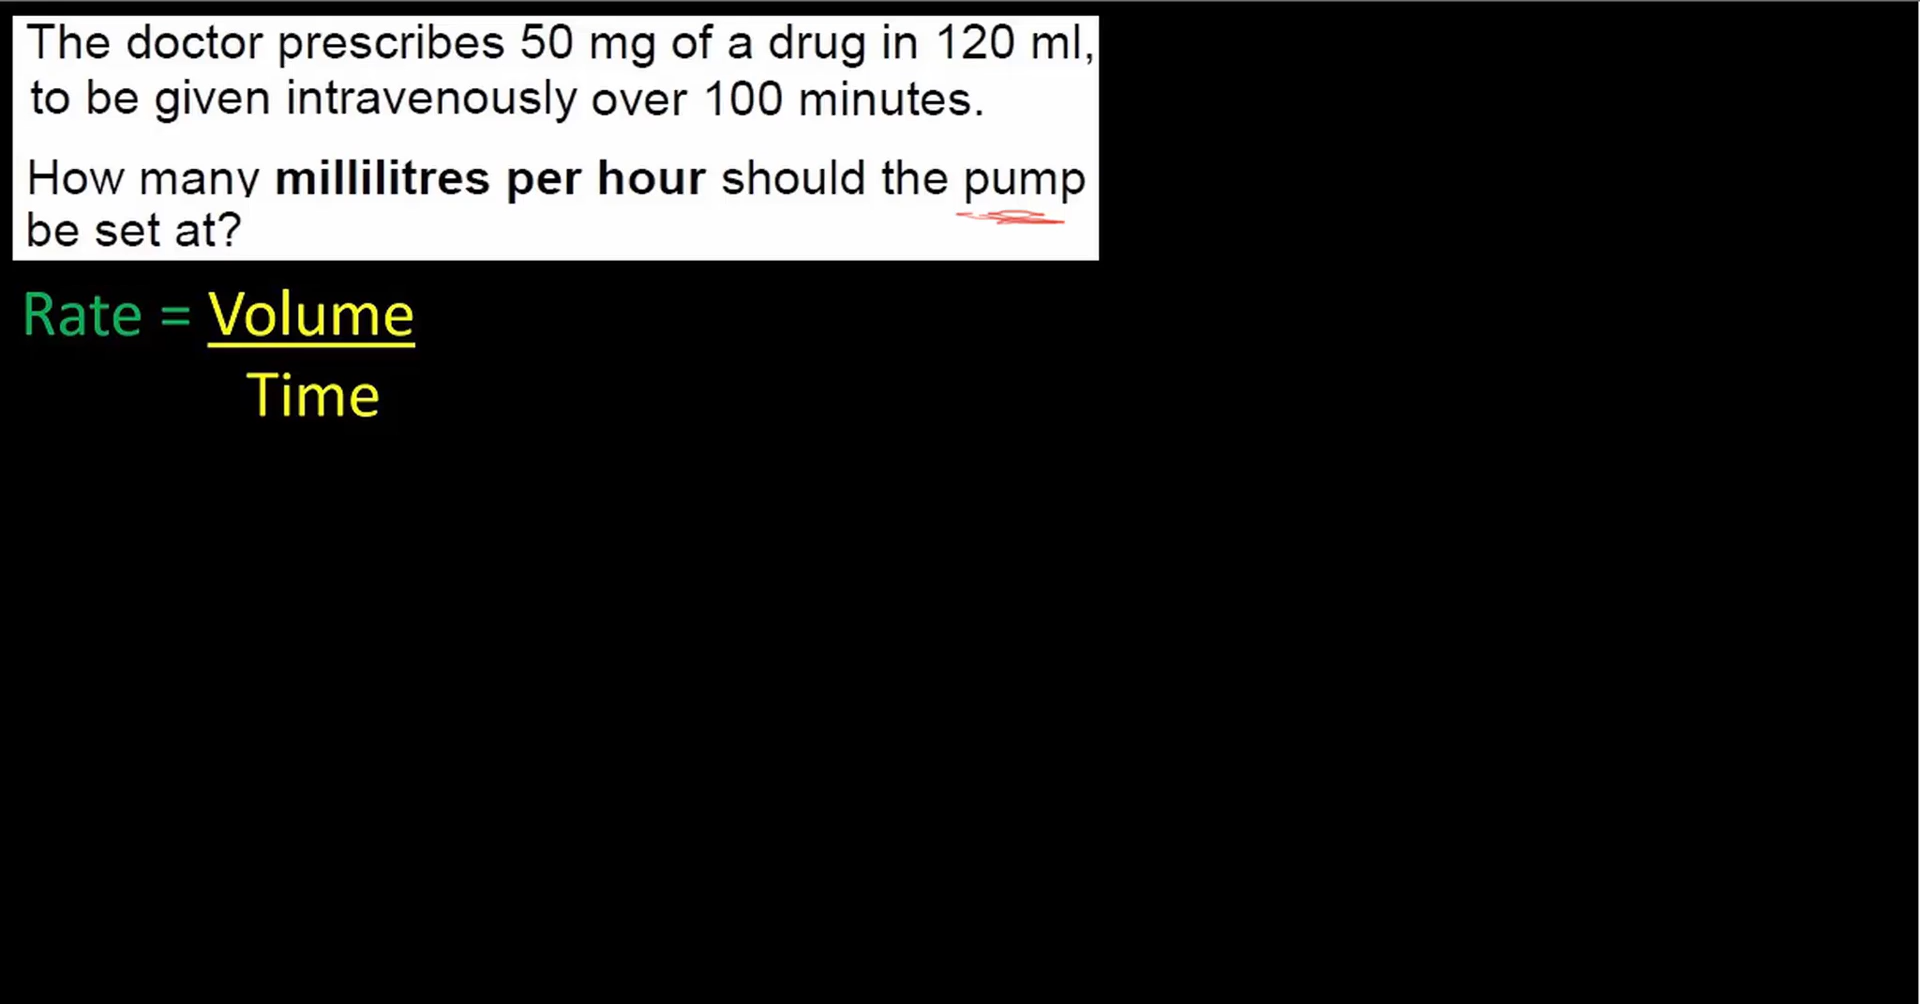 The doctor prescribes 50 mg of a drug in 120 ml,
to be given intravenously over 100 minutes.
How many millilitres per hour should the pump
be set at?
Rate = Volume
Time